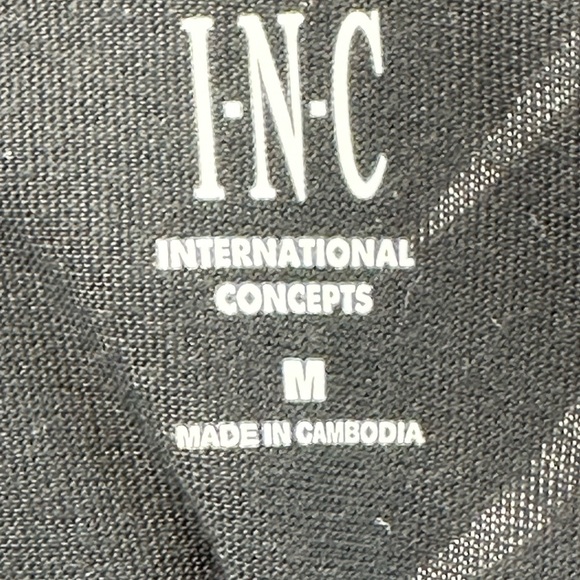 I·N·C
INTERNATIONAL
CONCEPTS
M
MADE IN CAMBODIA